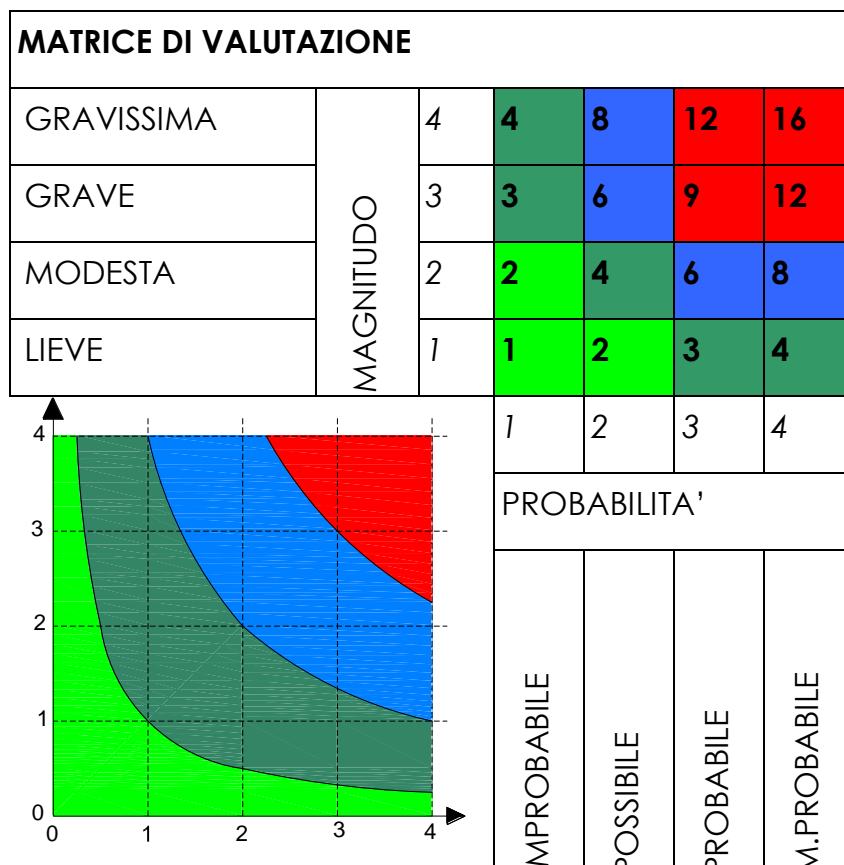 MATRICE DI VALUTAZIONE
GRAVISSIMA 4 4 8 12 16
GRAVE 3 3 6 9 12
MODESTA 2 2 4 6 8
LIEVE 1 1 2 3 4
MAGNITUDO
1 2 3 4
PROBABILITA’
MPROBABILE
POSSIBILE
PROBABILE
M.PROBABILE
4
3
2
1
0
0 1 2 3 4